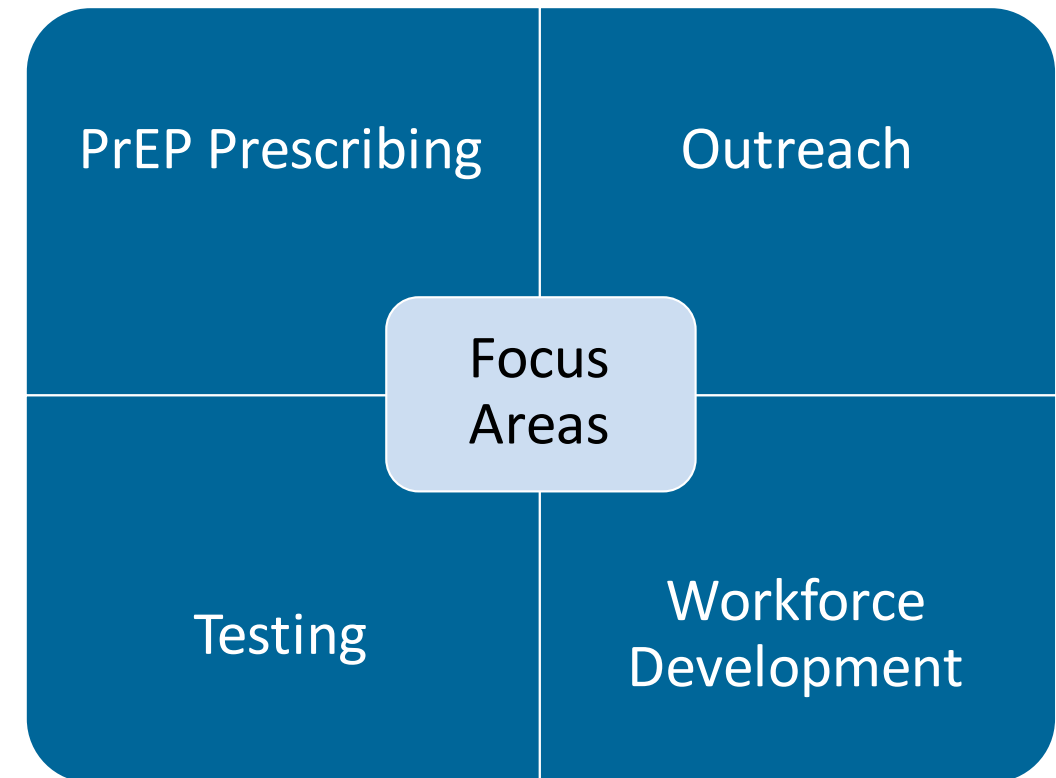 PrEP Prescribing
Outreach
Focus
Areas
Testing
Workforce
Development